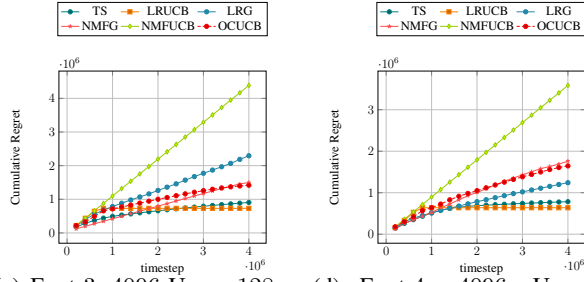 TS LRUCB LRG
NMFG NMFUCB OCUCB
·10^6
4
3
2
1
0
Cumulative Regret
0 1 2 3 4
·10^6
timestep
TS LRUCB LRG
NMFG NMFUCB OCUCB
·10^6
3
2
1
0
Cumulative Regret
0 1 2 3 4
·10^6
timestep